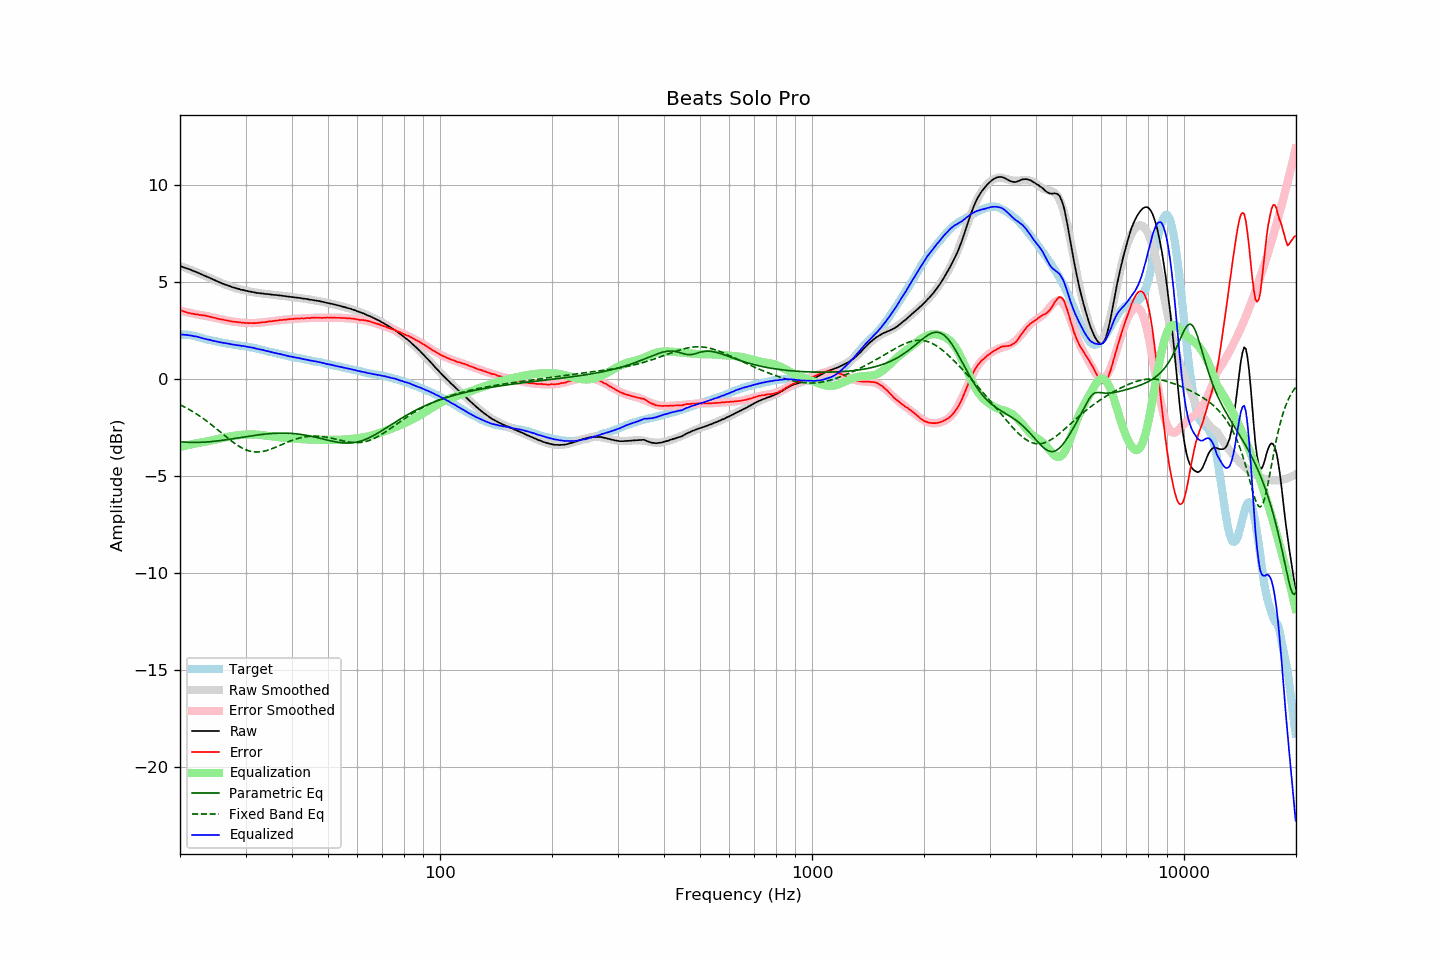 Beats Solo Pro
10
5
0
−5
−10
−15
−20
Amplitude (dBr)
Target
Raw Smoothed
Error Smoothed
Raw
Error
Equalization
Parametric Eq
Fixed Band Eq
Equalized
100 1000 10000
Frequency (Hz)